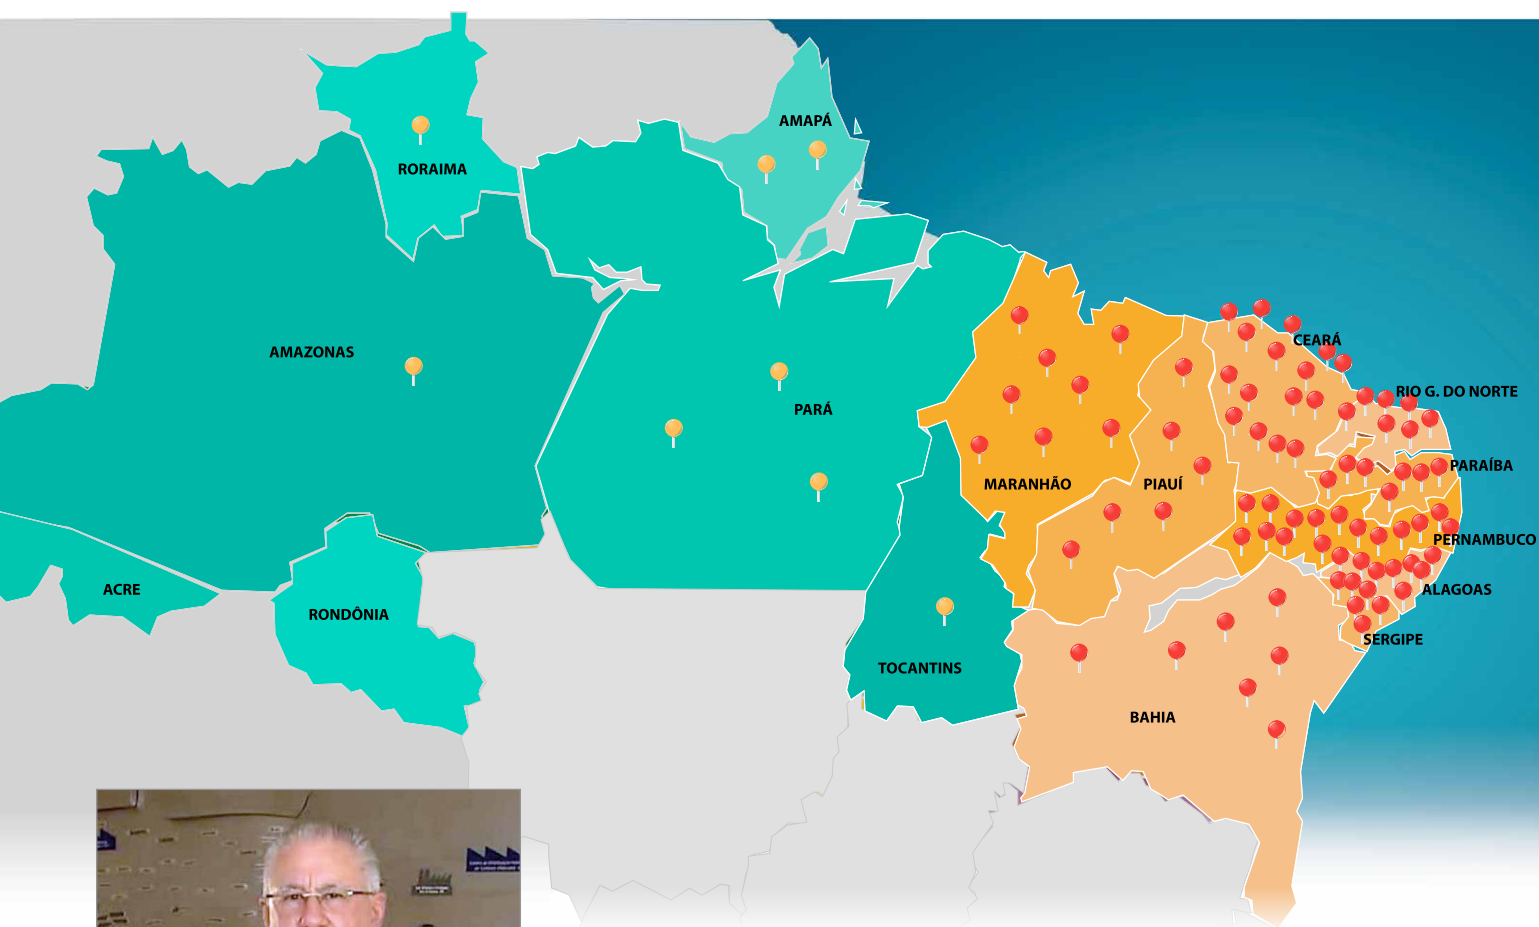 AMAPÁ
RORAIMA
CEARÁ
AMAZONAS
RIO G. DO NORTE
PARÁ
PARAÍBA
MARANHÃO
PIAUÍ
PERNAMBUCO
ACRE
ALAGOAS
RONDÔNIA
SERGIPE
TOCANTINS
BAHIA